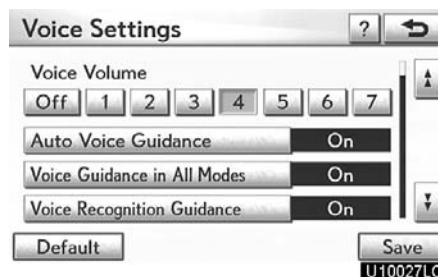 Voice Settings ?
Voice Volume
Off 1 2 3 4 5 6 7
Auto Voice Guidance On
Voice Guidance in All Modes On
Voice Recognition Guidance On
Default Save
U10027LC